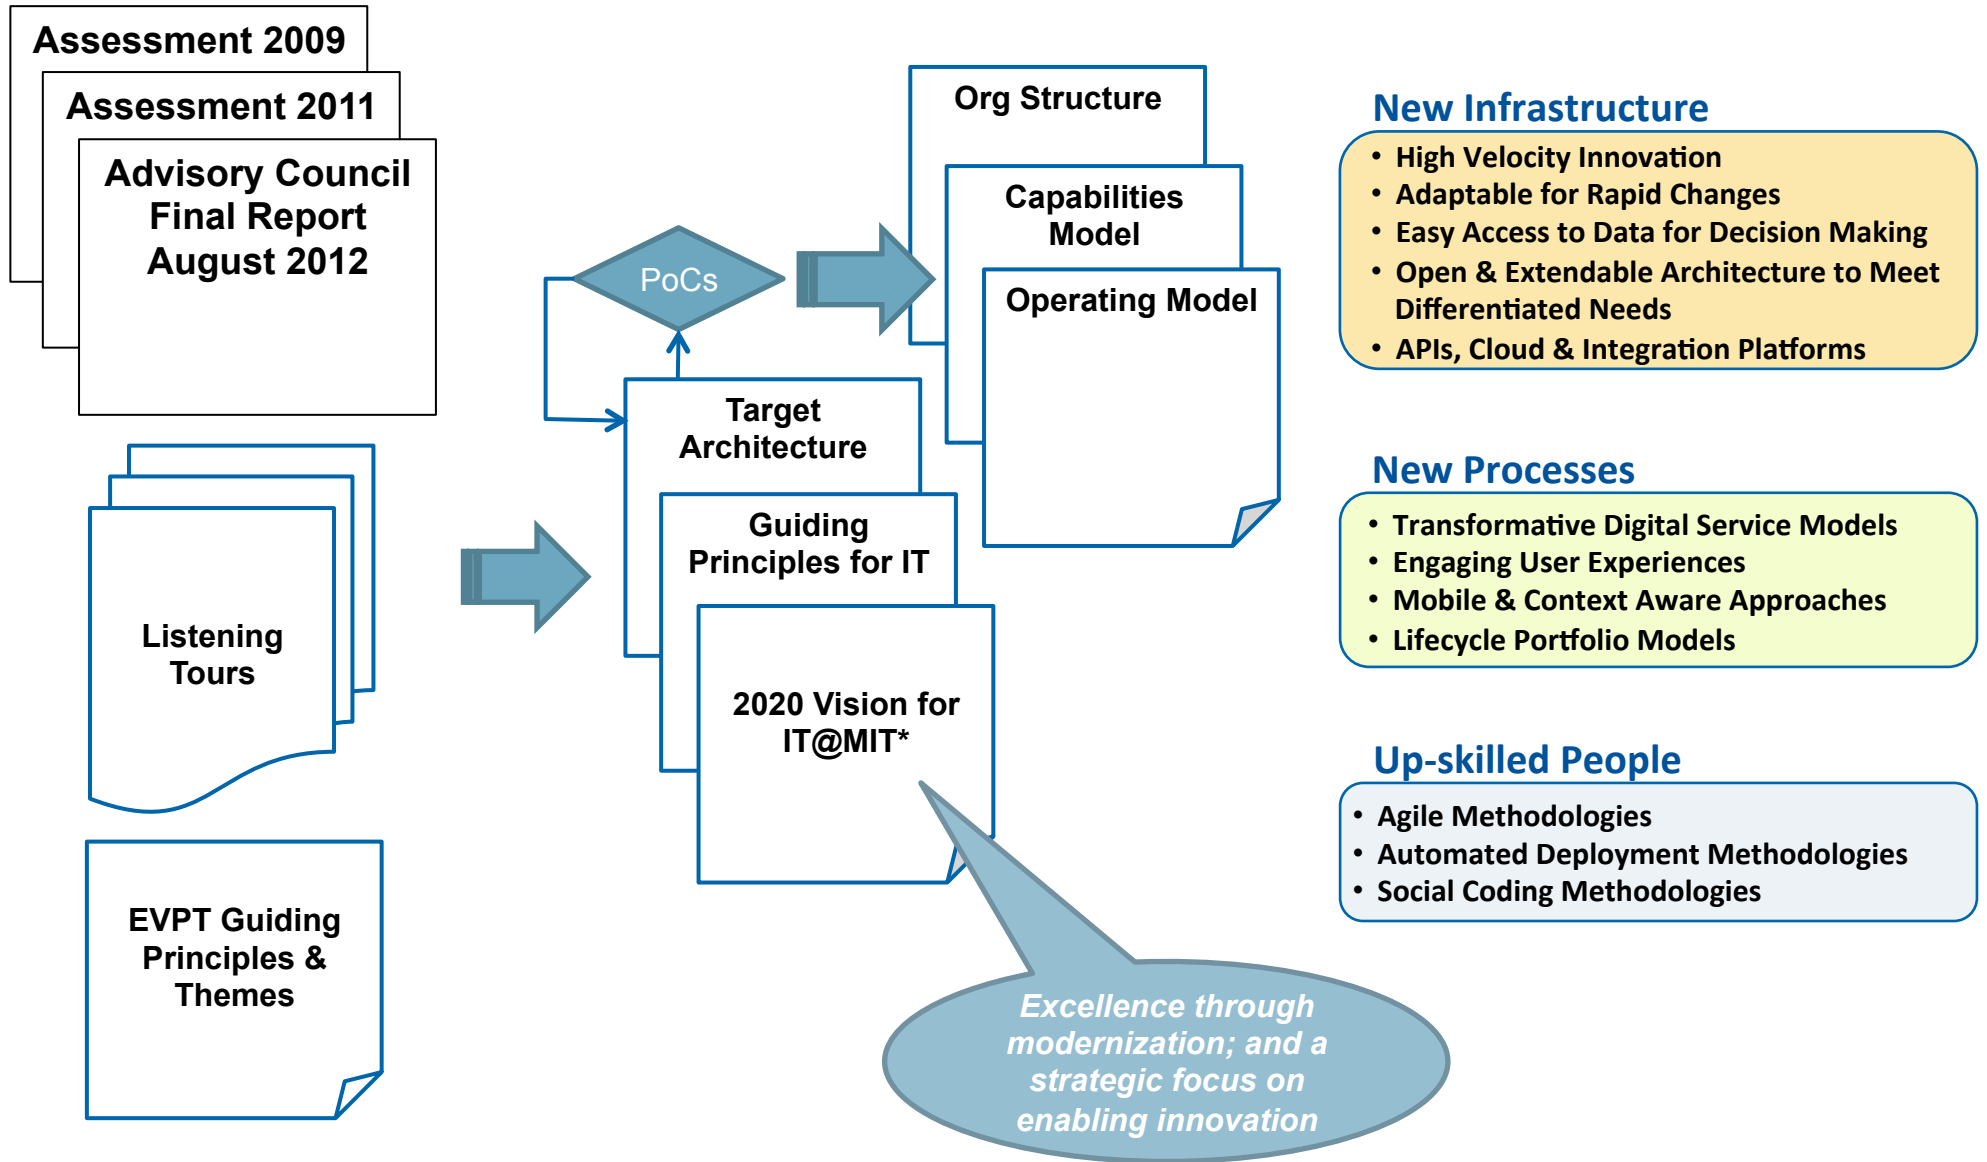 Assessment 2009
Assessment 2011
Advisory Council
Final Report
August 2012
Listening
Tours
EVPT Guiding
Principles &
Themes
PoCs
Target
Architecture
Guiding
Principles for IT
2020 Vision for
IT@MIT*
Excellence through
modernization; and a
strategic focus on
enabling innovation
Org Structure
Capabilities
Model
Operating Model
New Infrastructure
• High Velocity Innovation
• Adaptable for Rapid Changes
• Easy Access to Data for Decision Making
• Open & Extendable Architecture to Meet
Differentiated Needs
• APIs, Cloud & Integration Platforms
New Processes
• Transformative Digital Service Models
• Engaging User Experiences
• Mobile & Context Aware Approaches
• Lifecycle Portfolio Models
Up-skilled People
• Agile Methodologies
• Automated Deployment Methodologies
• Social Coding Methodologies